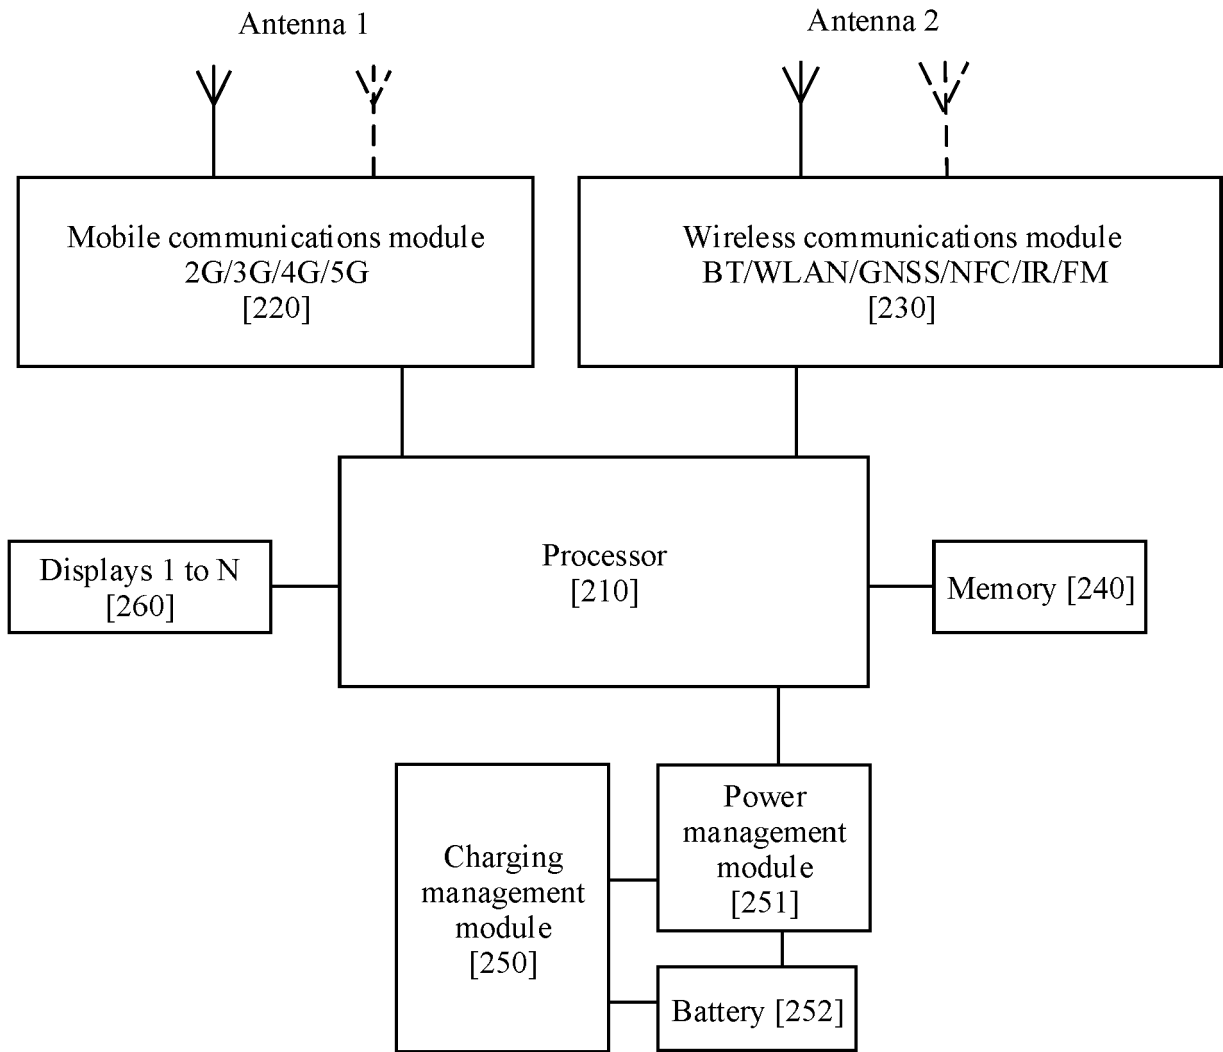 Antenna 1
Antenna 2
Mobile communications module
2G/3G/4G/5G
[220]
Wireless communications module
BT/WLAN/GNSS/NFC/IR/FM
[230]
Displays 1 to N
[260]
Processor
[210]
Memory [240]
Charging
management
module
[250]
Power
management
module
[251]
Battery [252]